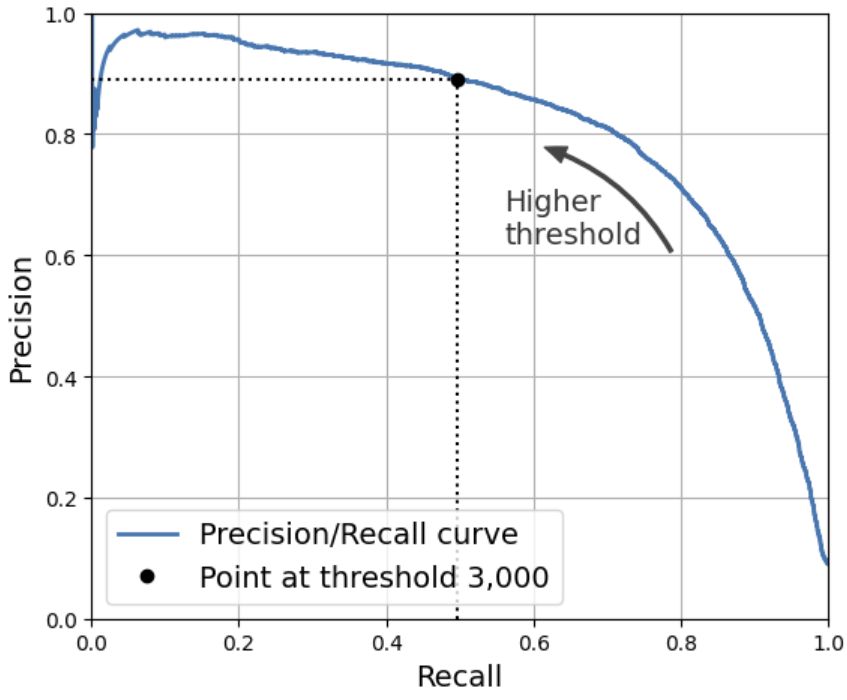 1.0
0.8
0.6
0.4
0.2
0.0
Precision
Higher
threshold
Precision/Recall curve
Point at threshold 3,000
0.0 0.2 0.4 0.6 0.8 1.0
Recall